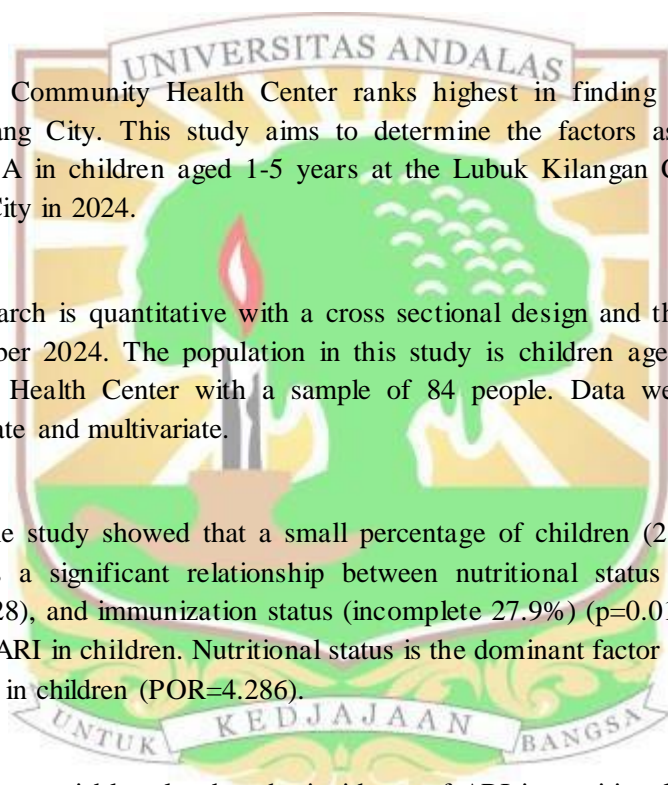 UNIVERSITAS ANDALAS
Community Health Center ranks highest in finding
ang City. This study aims to determine the factors as
A in children aged 1-5 years at the Lubuk Kilangan C
City in 2024.
arch is quantitative with a cross sectional design and th
ber 2024. The population in this study is children age
Health Center with a sample of 84 people. Data we
ate and multivariate.
e study showed that a small percentage of children (2
a significant relationship between nutritional status
28), and immunization status (incomplete 27.9%) (p=0.01
ARI in children. Nutritional status is the dominant factor
in children (POR=4.286).
UNTUK KEDJAJAAN BANGSA